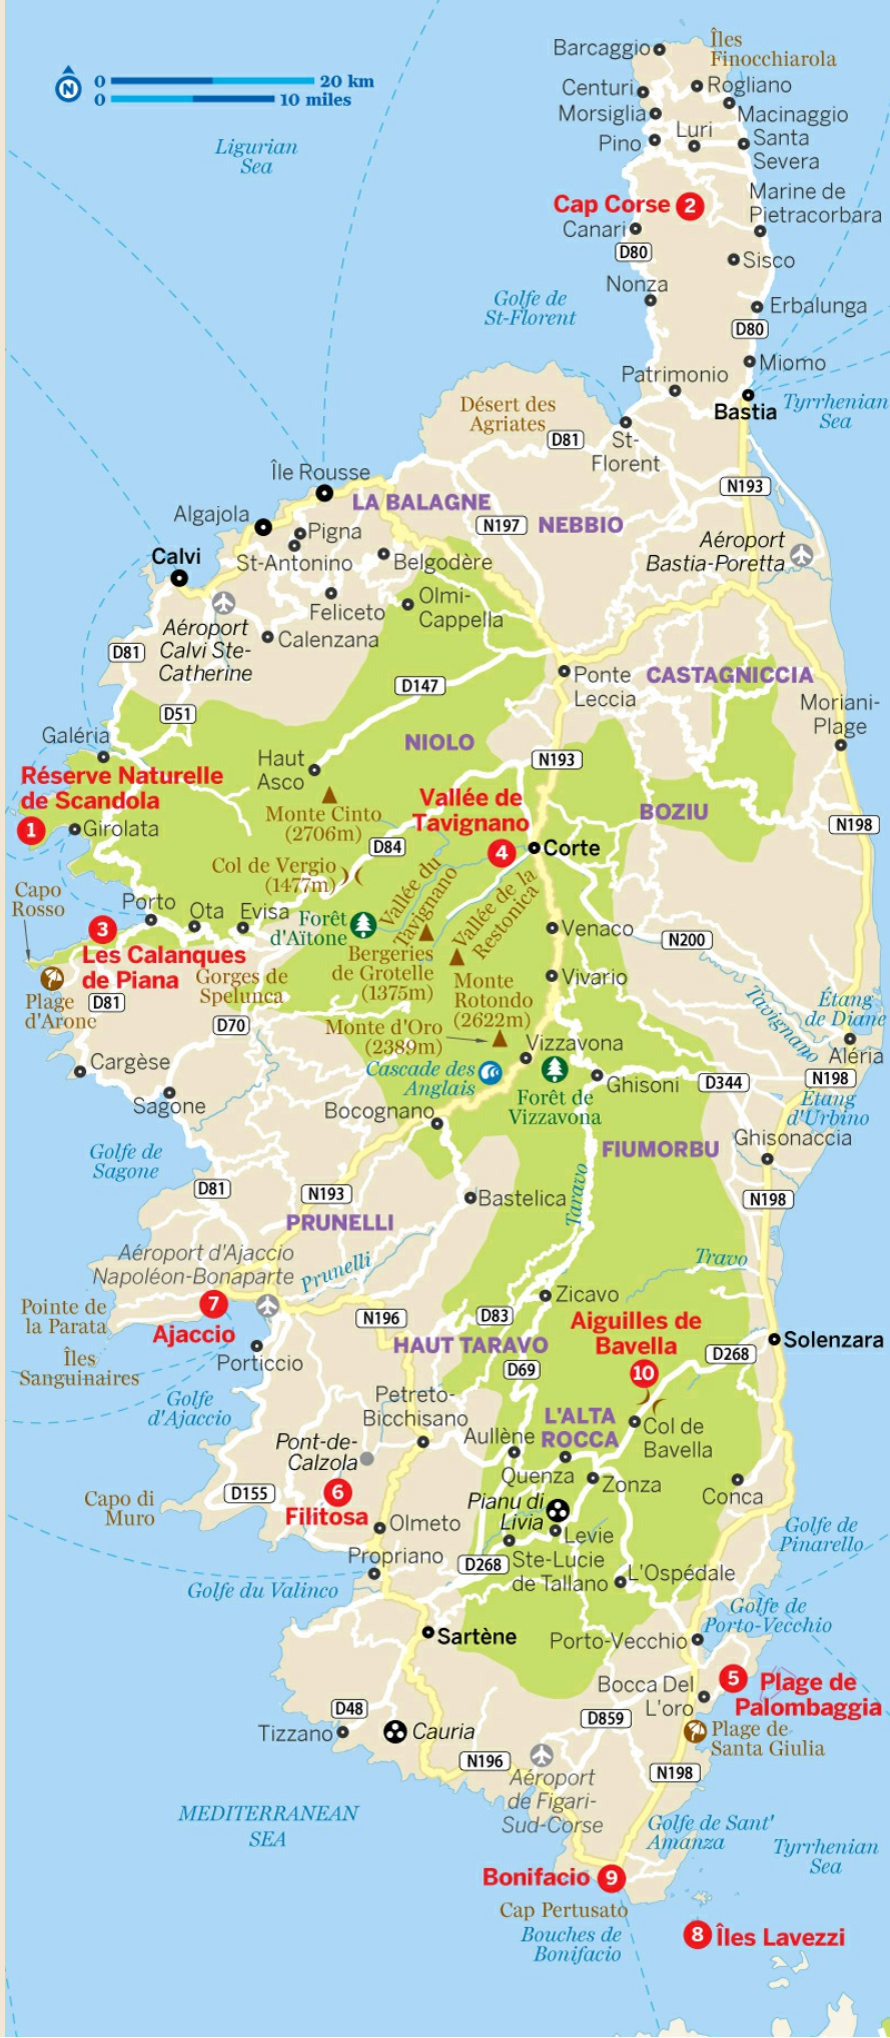 Barcaggio
Îles
Finocchiarola
N
0 20 km
0 10 miles
Centuri
Rogliano
Morsiglia
Macinaggio
Ligurian
Sea
Pino
Luri
Santa
Severa
Cap Corse 2
Marine de
Pietracorbara
Canari
D80
Sisco
Nonza
Golfe de
St-Florent
Erbalunga
D80
Miomo
Patrimonio
Bastia
Tyrrhenian
Sea
Désert des
Agriates
D81
St-
Florent
Île Rousse
N193
LA BALAGNE
Algajola
N197
NEBBIO
Pigna
Aéroport
Bastia-Poretta
Calvi
St-Antonino
Belgodère
Feliceto
Olmi-
Cappella
Aéroport
Calvi Ste-
Catherine
Calenzana
D81
Ponte
Leccia
CASTAGNICCIA
D147
Moriani-
Plage
D51
Galéria
NIOLO
Haut
Asco
N193
Réserve Naturelle
de Scandola
1
Girolata
Monte Cinto
(2706m)
Vallée de
Tavignano
4
BOZIU
N198
D84
Corte
Col de Vergio
(1477m)
Capo
Rosso
Porto
Ota
Evisa
Forêt
d'Aïtone
Vallée du
Tavignano
Vallée de la
Restonica
3
Les Calanques
de Piana
Venaco
N200
Bergeries
de Grotelle
(1375m)
Gorges de
Spelunca
Plage
d'Arone
D81
Vivario
Monte
Rotondo
(2622m)
Tavignano
Étang
de Diane
D70
Monte d'Oro
(2389m)
Vizzavona
Aléria
Cargèse
Cascade des
Anglais
Ghisoni
D344
N198
Sagone
Forêt de
Vizzavona
Étang
d'Urbino
Bocognano
Ghisonaccia
Golfe de
Sagone
FIUMORBU
D81
N193
Taravo
Bastelica
N198
PRUNELLI
Aéroport d'Ajaccio
Napoléon-Bonaparte
Prunelli
Travo
Zicavo
7
Ajaccio
Pointe de
la Parata
N196
D83
Aiguilles de
Bavella
10
Solenzara
HAUT TARAVO
D268
Porticcio
Îles
Sanguinaires
D69
Golfe
d'Ajaccio
Petreto-
Bicchisano
L'ALTA
ROCCA
Col de
Bavella
Aullène
Pont-de-
Calzola
Quenza
Zonza
Conca
6
Filitosa
Capo di
Muro
D155
Pianu di
Livia
Olmeto
Levie
Golfe de
Pinarello
Propriano
D268
Ste-Lucie
de Tallano
L'Ospédale
Golfe du Valinco
Golfe de
Porto-Vecchio
Sartène
Porto-Vecchio
5
Plage de
Palombaggia
Bocca Del
L'oro
D48
D859
Tizzano
Cauria
Plage de
Santa Giulia
N196
Aéroport
de Figari-
Sud-Corse
N198
MEDITERRANEAN
SEA
Golfe de Sant'
Amanza
Tyrrhenian
Sea
Bonifacio 9
Cap Pertusato
Bouches de
Bonifacio
8 Îles Lavezzi